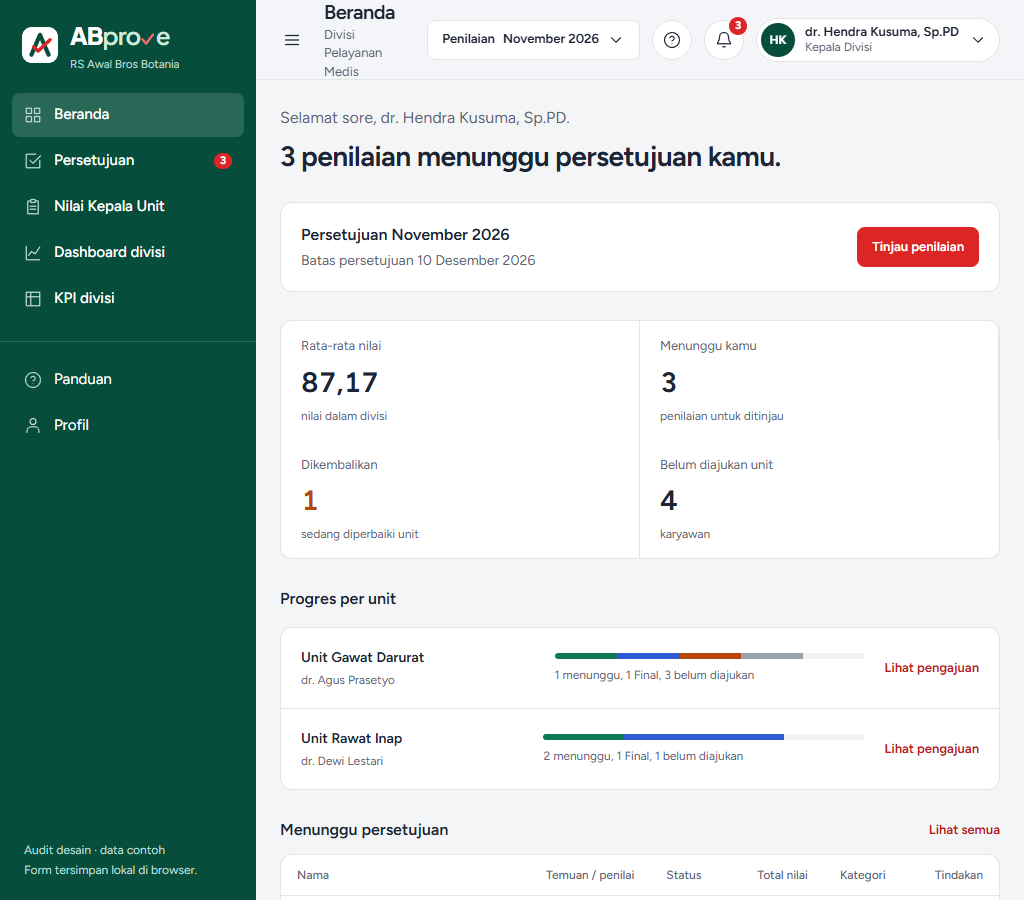 ABprove
RS Awal Bros Botania
Beranda
Persetujuan 3
Nilai Kepala Unit
Dashboard divisi
KPI divisi
Panduan
Profil
Audit desain · data contoh
Form tersimpan lokal di browser.
Beranda
Divisi
Pelayanan
Medis
Penilaian November 2026
3
HK
dr. Hendra Kusuma, Sp.PD
Kepala Divisi
Selamat sore, dr. Hendra Kusuma, Sp.PD.
3 penilaian menunggu persetujuan kamu.
Persetujuan November 2026
Batas persetujuan 10 Desember 2026
Tinjau penilaian
Rata-rata nilai
87,17
nilai dalam divisi
Menunggu kamu
3
penilaian untuk ditinjau
Dikembalikan
1
sedang diperbaiki unit
Belum diajukan unit
4
karyawan
Progres per unit
Unit Gawat Darurat
dr. Agus Prasetyo
1 menunggu, 1 Final, 3 belum diajukan
Lihat pengajuan
Unit Rawat Inap
dr. Dewi Lestari
2 menunggu, 1 Final, 1 belum diajukan
Lihat pengajuan
Menunggu persetujuan
Lihat semua
Nama Temuan / penilai Status Total nilai Kategori Tindakan